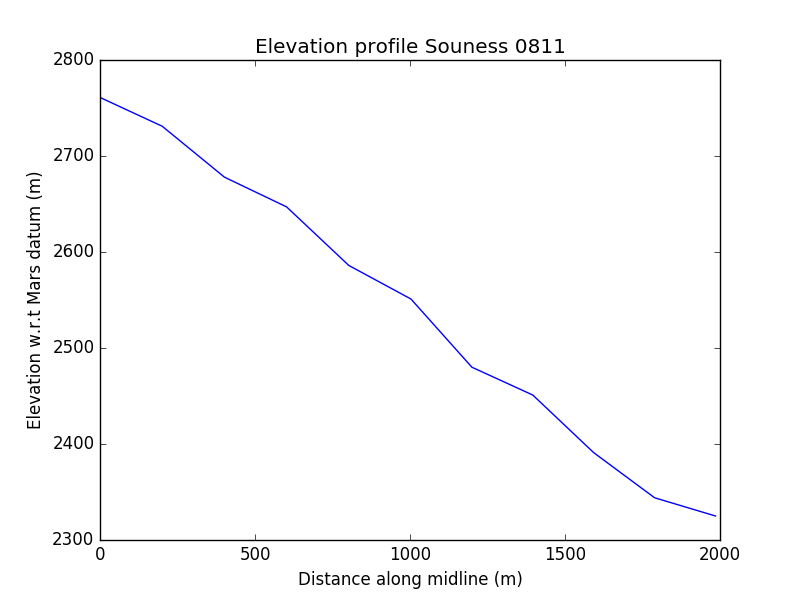 Elevation profile Souness 0811
2800
2700
2600
2500
2400
2300
Elevation w.r.t Mars datum (m)
0 500 1000 1500 2000
Distance along midline (m)